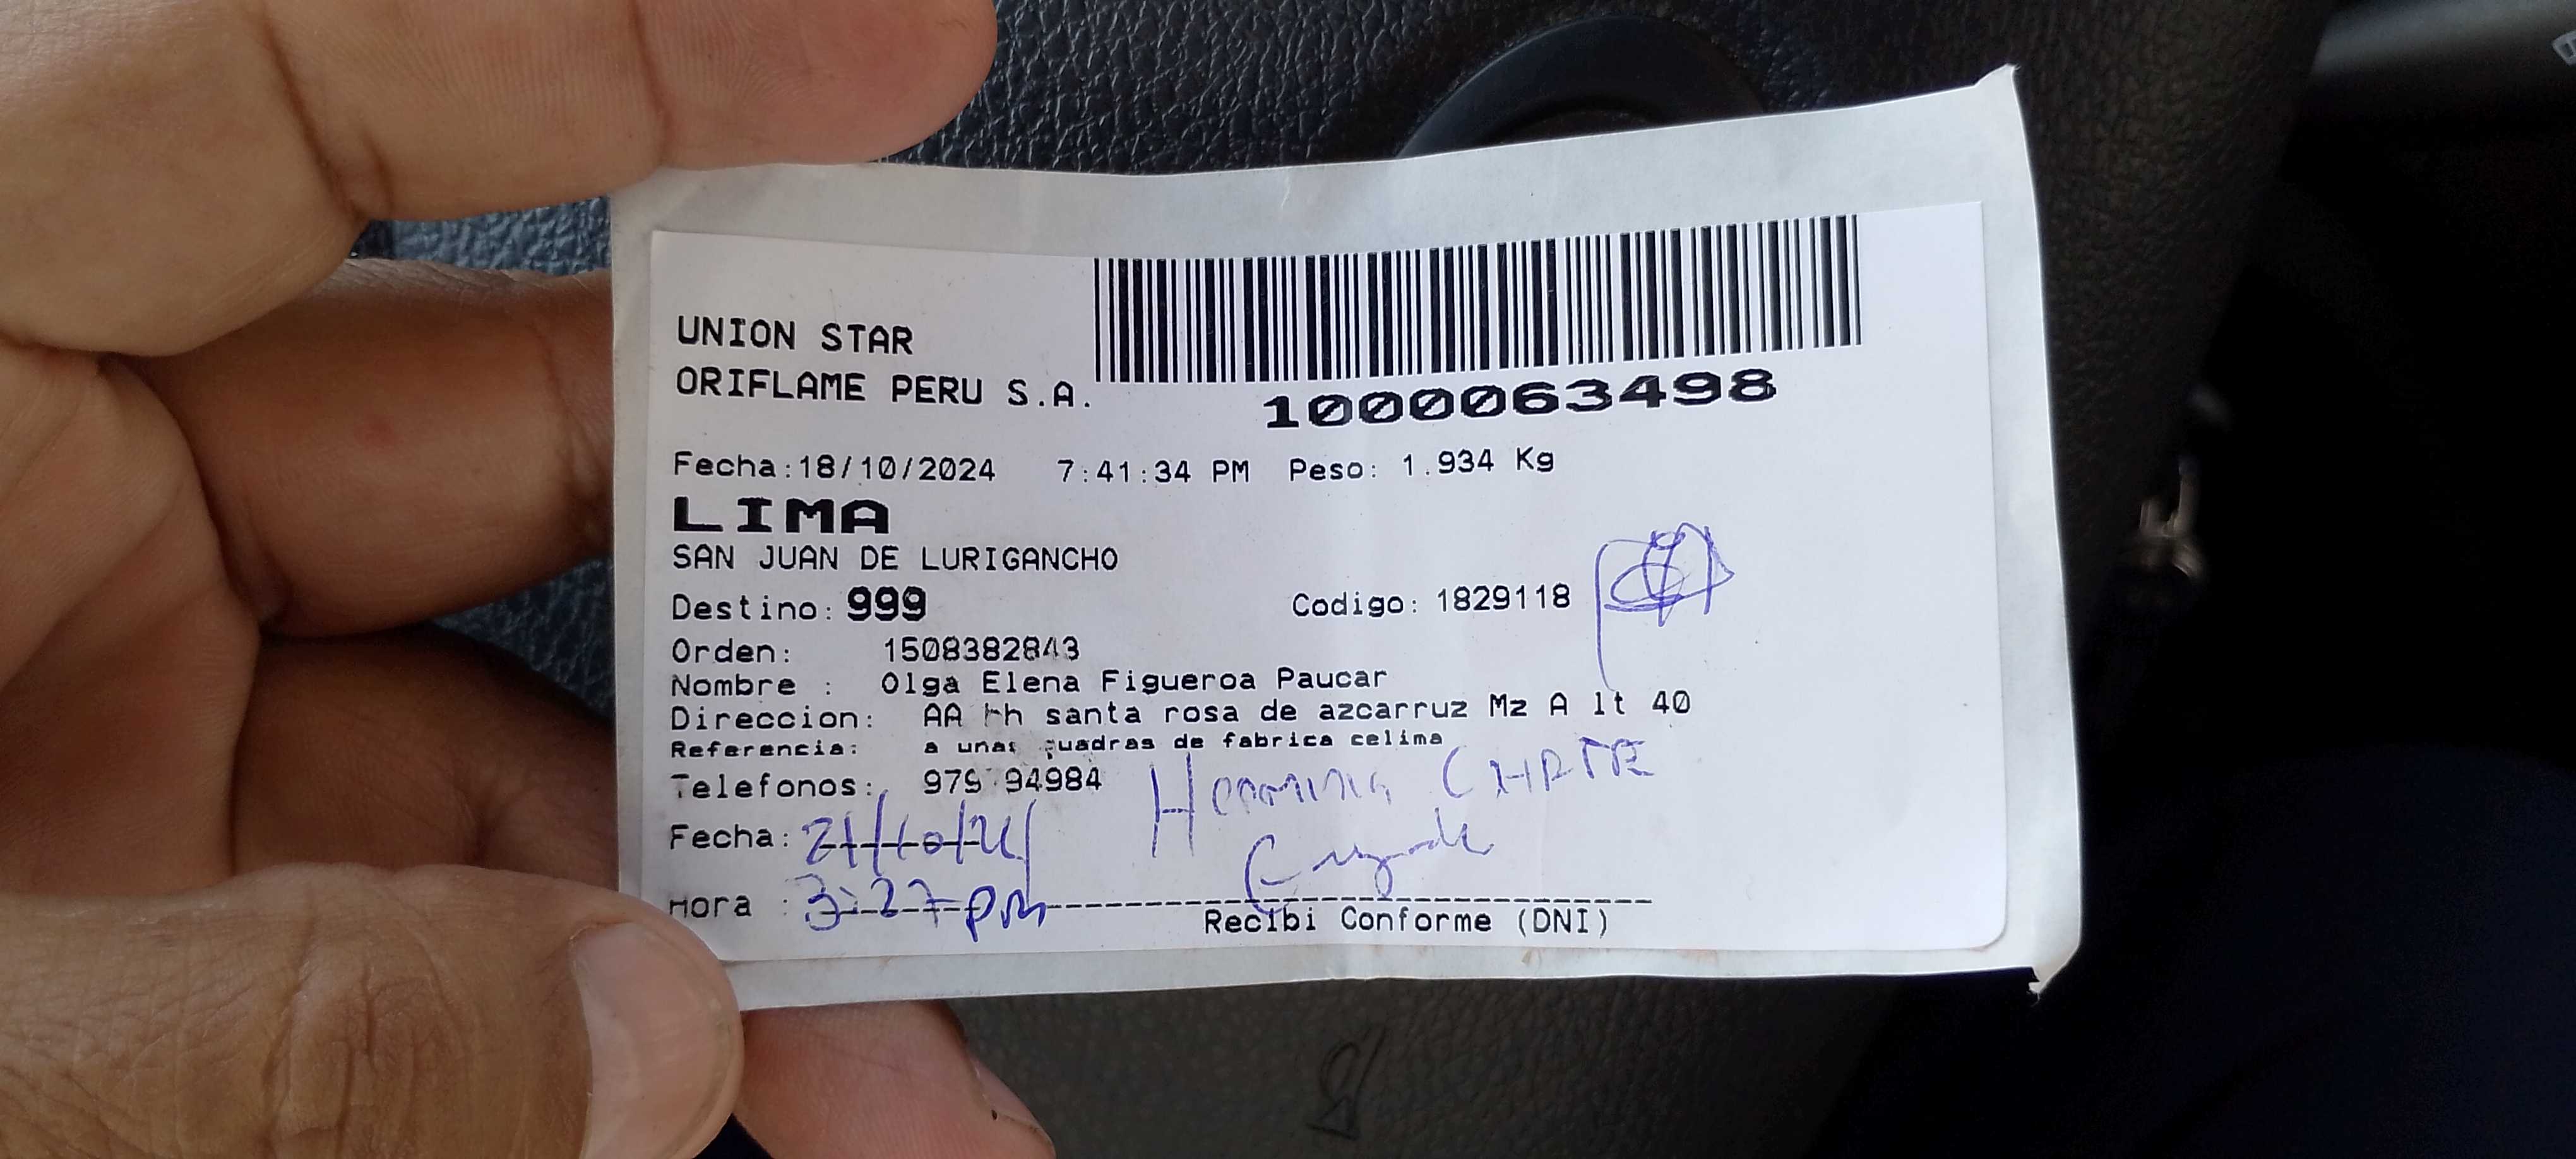 UNION STAR
ORIFLAME PERU S.A.
1000063498
Fecha:18/10/2024 7:41:34 PM Peso: 1.934 Kg
LIMA
SAN JUAN DE LURIGANCHO
Destino: 999 Codigo: 1829118
Orden: 1508382843
Nombre : Olga Elena Figueroa Paucar
Direccion: AA hh santa rosa de azcarruz Mz A lt 40
Referencia: a unas cuadras de fabrica celima
Telefonos: 94984
Fecha: 21/10/24
Hora : 3:27 pm
Recibi Conforme (DNI)